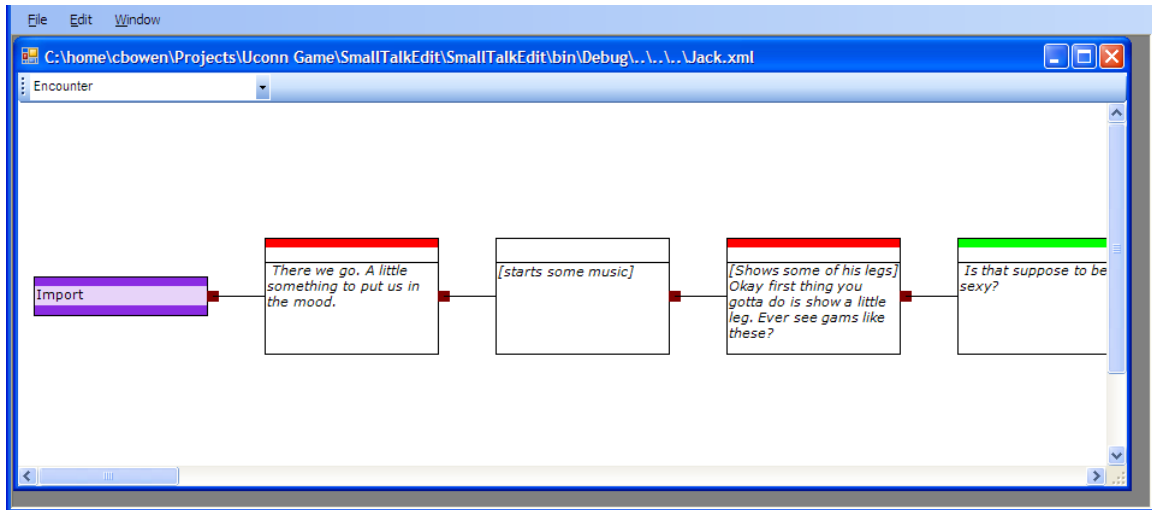 File Edit Window
C:\home\cbowen\Projects\Uconn Game\SmallTalkEdit\SmallTalkEdit\bin\Debug\..\..\..\Jack.xml
Encounter
Import
There we go. A little
something to put us in
the mood.
[starts some music]
[Shows some of his legs]
Okay first thing you
gotta do is show a little
leg. Ever see gams like
these?
Is that suppose to be
sexy?